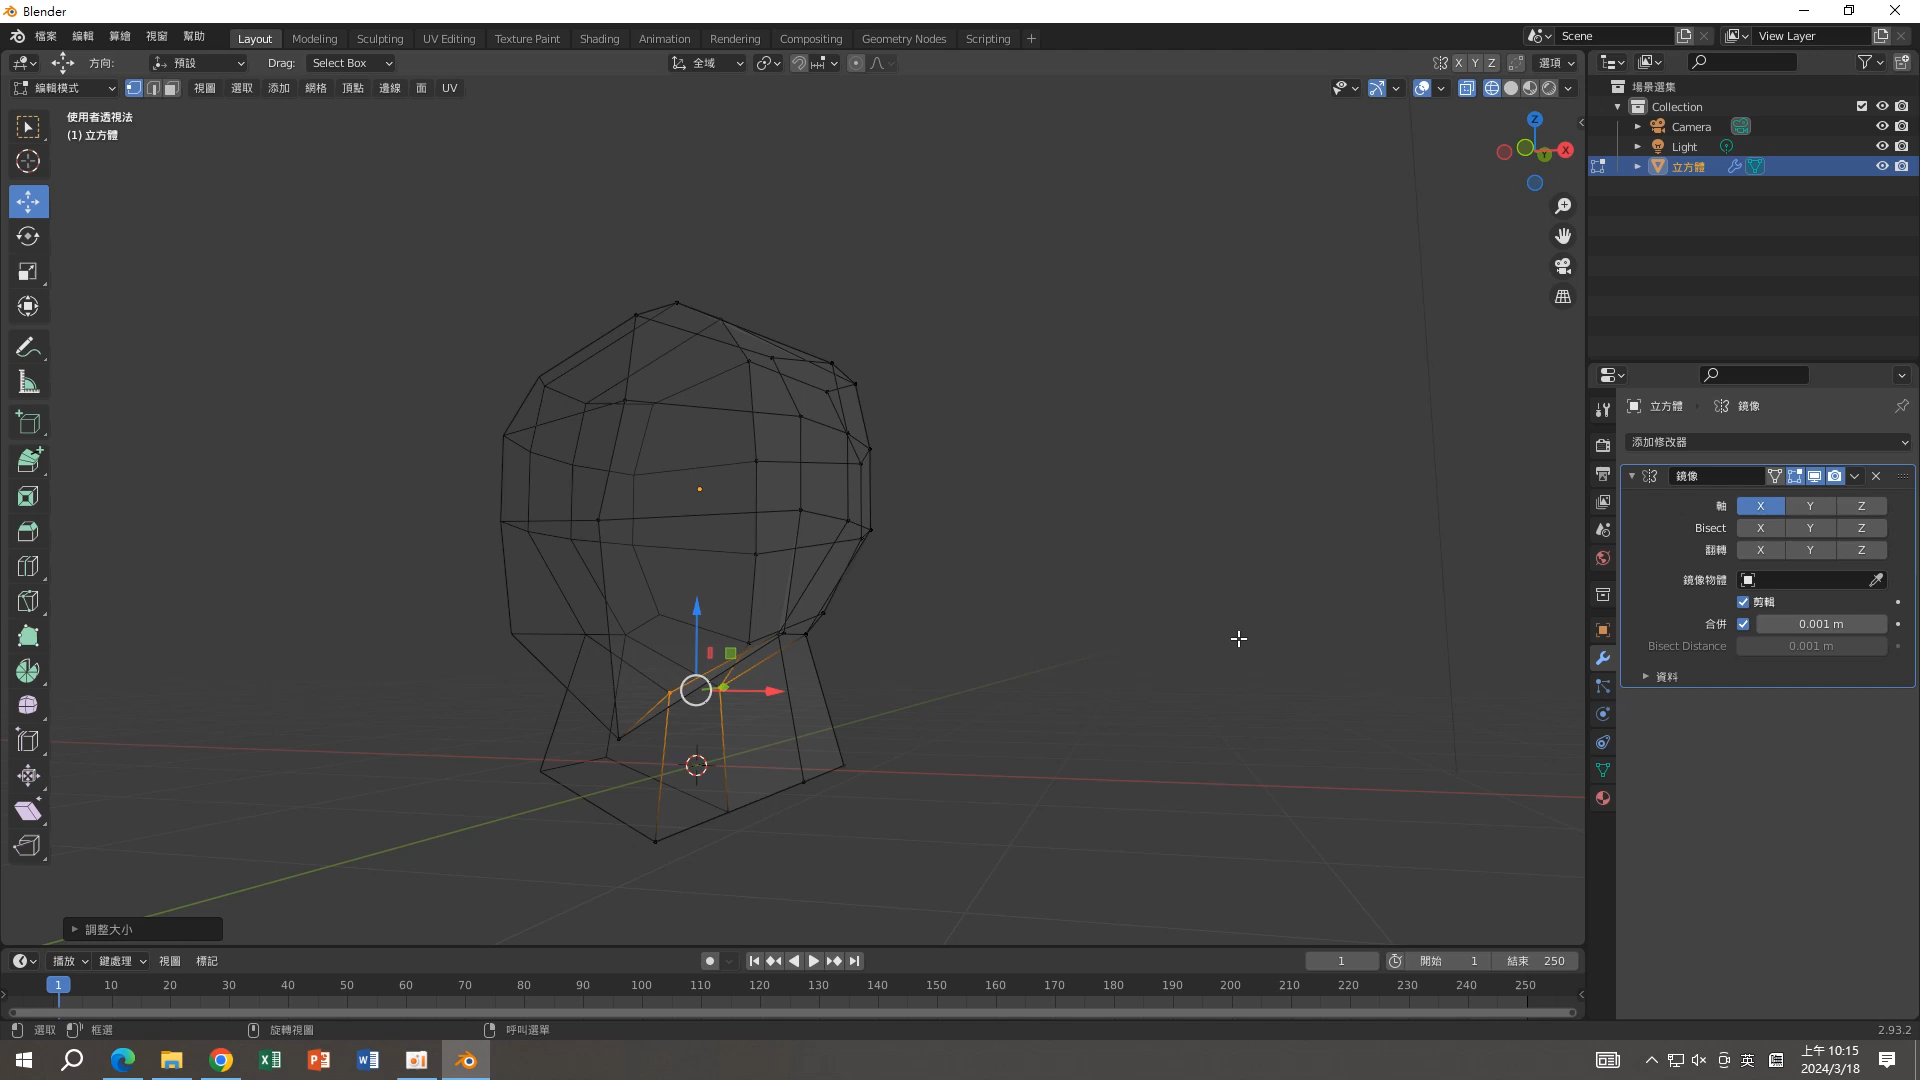 Blender
檔案 編輯 算繪 視窗 幫助 Layout Modeling Sculpting UV Editing Texture Paint Shading Animation Rendering Compositing Geometry Nodes Scripting + Scene View Layer
方向: 預設 Drag: Select Box 全域 X Y Z 選項
編輯模式 視圖 選取 添加 網格 頂點 邊線 面 UV
使用者透視法
(1) 立方體
Z
X
Y
場景選集
Collection
Camera
Light
立方體
立方體 鏡像
添加修改器
鏡像
軸 X Y Z
Bisect X Y Z
翻轉 X Y Z
鏡像物體
剪輯
合併 0.001 m
Bisect Distance 0.001 m
資料
調整大小
播放 鍵處理 視圖 標記 1 開始 1 結束 250
1 10 20 30 40 50 60 70 80 90 100 110 120 130 140 150 160 170 180 190 200 210 220 230 240 250
選取 框選 旋轉視圖 呼叫選單 2.93.2
英 上午 10:15
2024/3/18